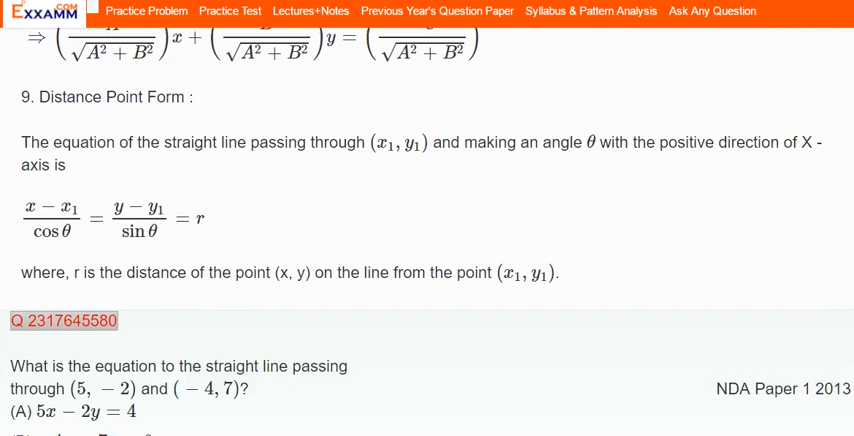 EXXAMM.COM Practice Problem Practice Test Lectures+Notes Previous Year's Question Paper Syllabus & Pattern Analysis Ask Any Question
⇒ ( / √A² + B² ) x + ( / √A² + B² ) y = ( / √A² + B² )
9. Distance Point Form :
The equation of the straight line passing through (x₁, y₁) and making an angle θ with the positive direction of X -
axis is
(x − x₁)/(cos θ) = (y − y₁)/(sin θ) = r
where, r is the distance of the point (x, y) on the line from the point (x₁, y₁).
Q 2317645580
What is the equation to the straight line passing
through (5, − 2) and ( − 4, 7)? NDA Paper 1 2013
(A) 5x − 2y = 4